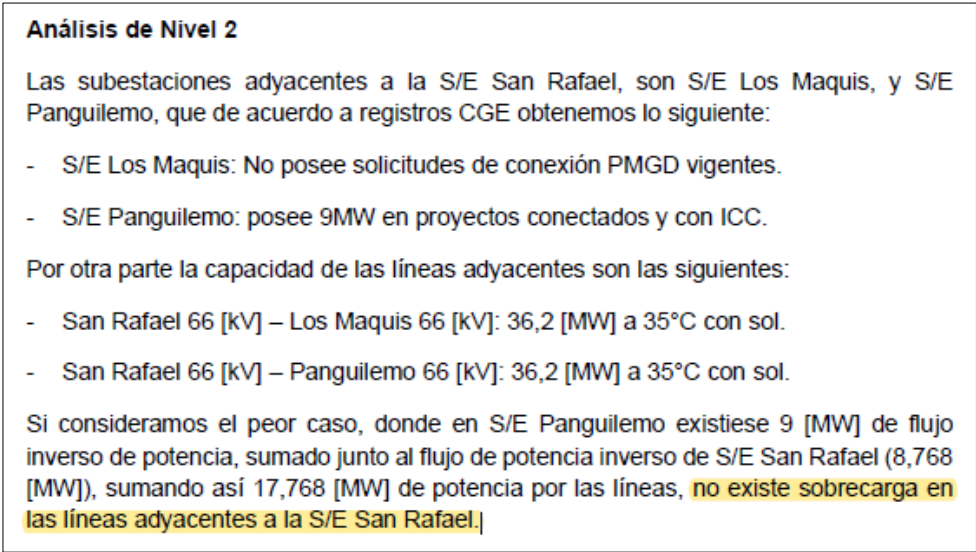 Análisis de Nivel 2
Las subestaciones adyacentes a la S/E San Rafael, son S/E Los Maquis, y S/E
Panguilemo, que de acuerdo a registros CGE obtenemos lo siguiente:
- S/E Los Maquis: No posee solicitudes de conexión PMGD vigentes.
- S/E Panguilemo: posee 9MW en proyectos conectados y con ICC.
Por otra parte la capacidad de las líneas adyacentes son las siguientes:
- San Rafael 66 [kV] – Los Maquis 66 [kV]: 36,2 [MW] a 35°C con sol.
- San Rafael 66 [kV] – Panguilemo 66 [kV]: 36,2 [MW] a 35°C con sol.
Si consideramos el peor caso, donde en S/E Panguilemo existiese 9 [MW] de flujo
inverso de potencia, sumado junto al flujo de potencia inverso de S/E San Rafael (8,768
[MW]), sumando así 17,768 [MW] de potencia por las líneas, no existe sobrecarga en
las líneas adyacentes a la S/E San Rafael.